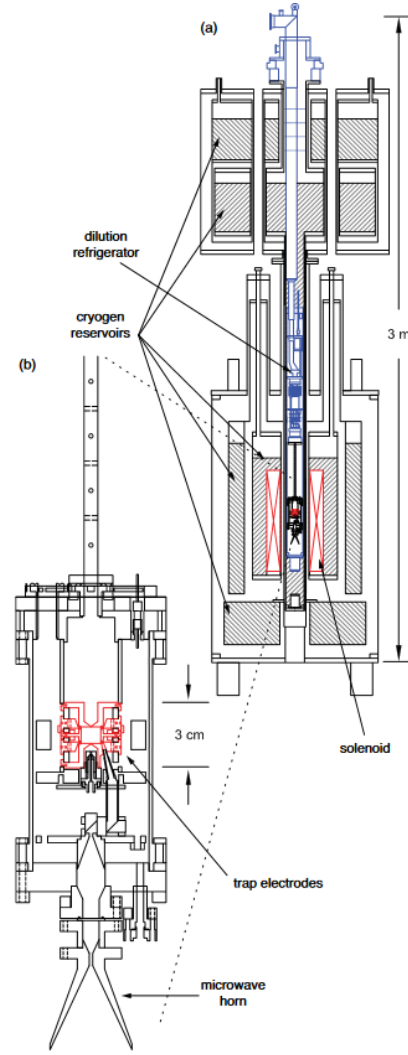 (a)
dilution
refrigerator
cryogen
reservoirs
3 m
(b)
3 cm
solenoid
trap electrodes
microwave
horn